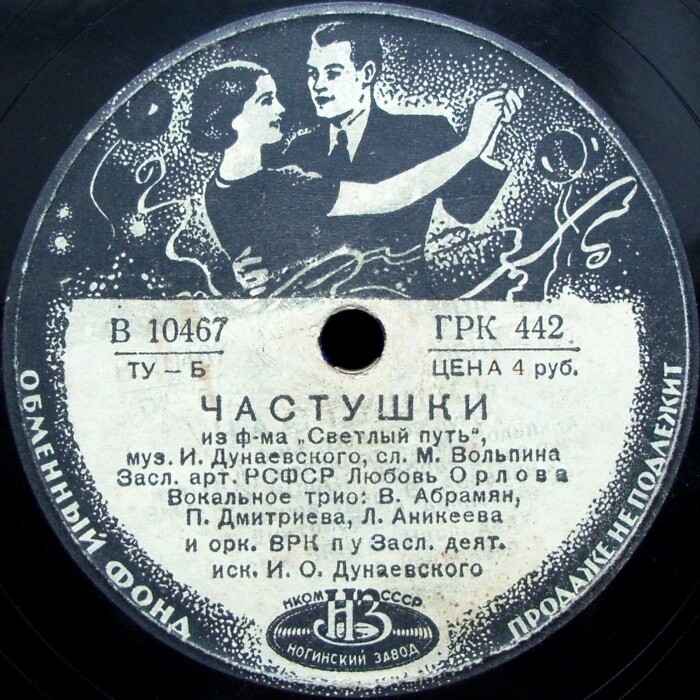 В 10467
ГРК 442
ТУ – Б
ЦЕНА 4 руб.
ЧАСТУШКИ
из ф-ма „Светлый путь“,
муз. И. Дунаевского, сл. М. Вольпина
Засл. арт. РСФСР Любовь Орлова
Вокальное трио: В. Абрамян,
П. Дмитриева, Л. Аникеева
и орк. ВРК п у Засл. деят.
иск. И. О. Дунаевского
ОБМЕННЫЙ ФОНД
ПРОДАЖЕ НЕ ПОДЛЕЖИТ
НКОМ СССР
НЗ
НОГИНСКИЙ ЗАВОД